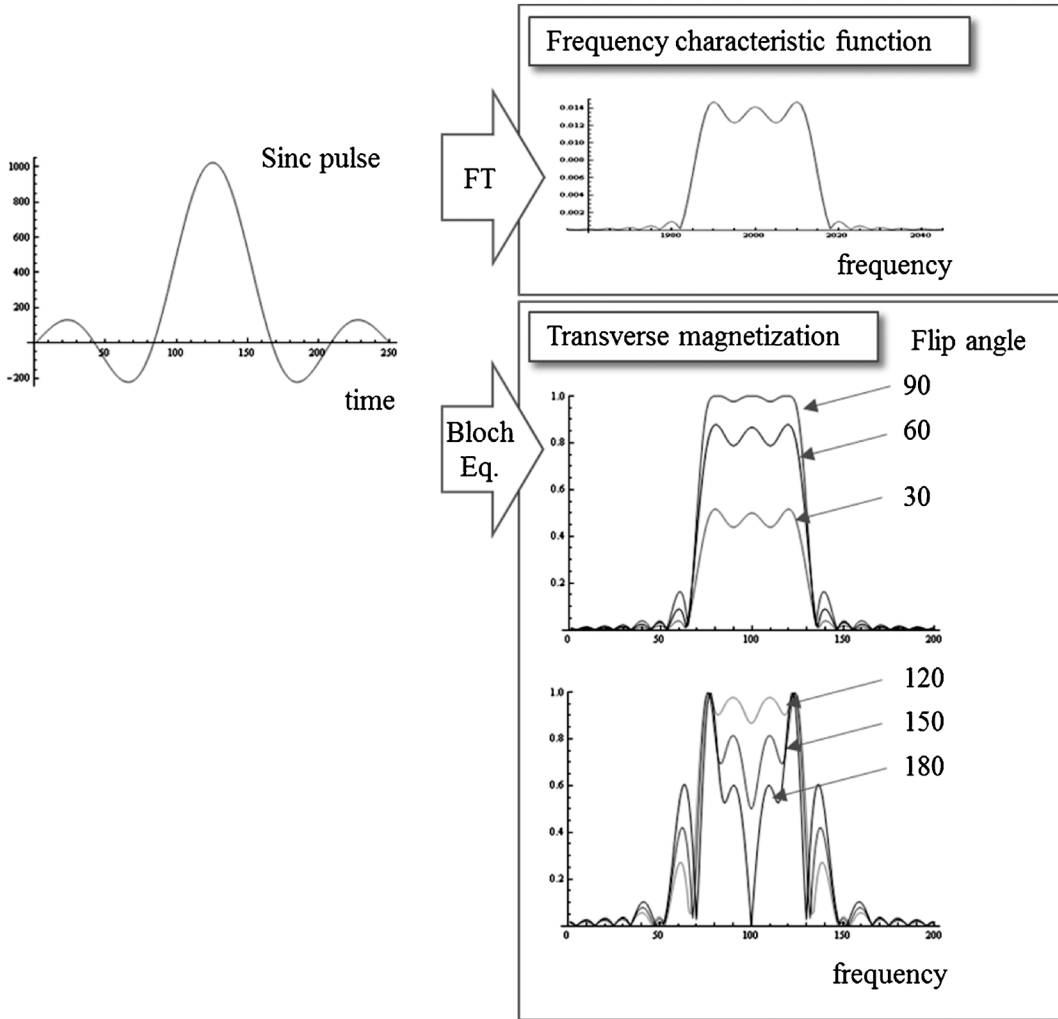 Frequency characteristic function
0.014
0.012
0.010
0.008
0.006
0.004
0.002
1980 2000 2020 2040
frequency
FT
Sinc pulse
1000
800
600
400
200
-200
50 100 150 200 250
time
Bloch
Eq.
Transverse magnetization
Flip angle
90
60
30
1.0
0.8
0.6
0.4
0.2
0 50 100 150 200
120
150
180
1.0
0.8
0.6
0.4
0.2
0 50 100 150 200
frequency